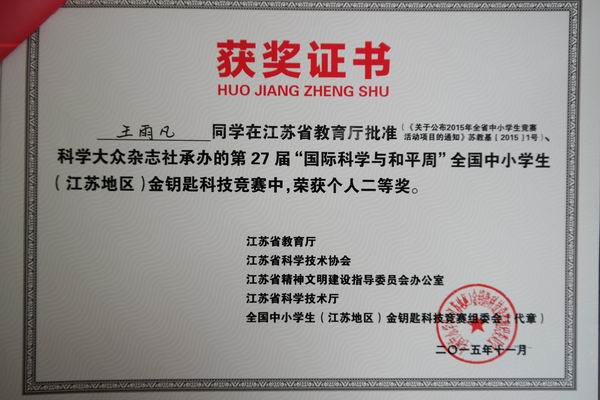 获奖证书
HUO JIANG ZHENG SHU
王雨凡 同学在江苏省教育厅批准(《关于公布2015年全省中小学生竞赛活动项目的通知》苏教基[2015]1号)、
科学大众杂志社承办的第27届“国际科学与和平周”全国中小学生
(江苏地区)金钥匙科技竞赛中,荣获个人二等奖。
江苏省教育厅
江苏省科学技术协会
江苏省精神文明建设指导委员会办公室
江苏省科学技术厅
全国中小学生(江苏地区)金钥匙科技竞赛组委会(代章)
二〇一五年十一月